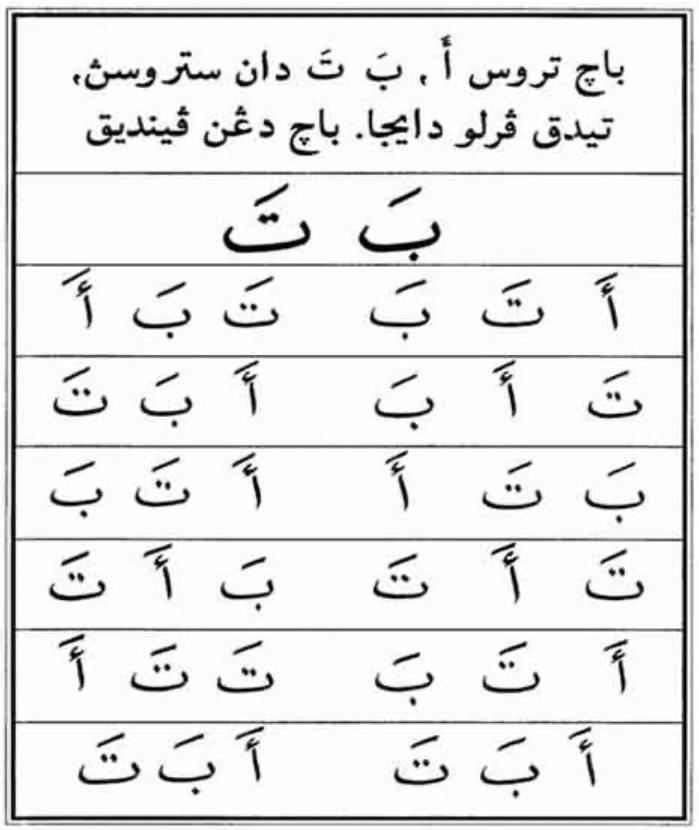 باچ تروس أَ , بَ تَ دان ستروسڽ,
تيدق ڤرلو دايجا. باچ دڠن ڤينديق
بَ تَ
أَ تَ بَ تَ بَ أَ
تَ أَ بَ أَ بَ تَ
بَ تَ أَ أَ تَ بَ
تَ أَ تَ بَ أَ تَ
أَ تَ بَ تَ تَ أَ
أَ بَ تَ أَ بَ تَ